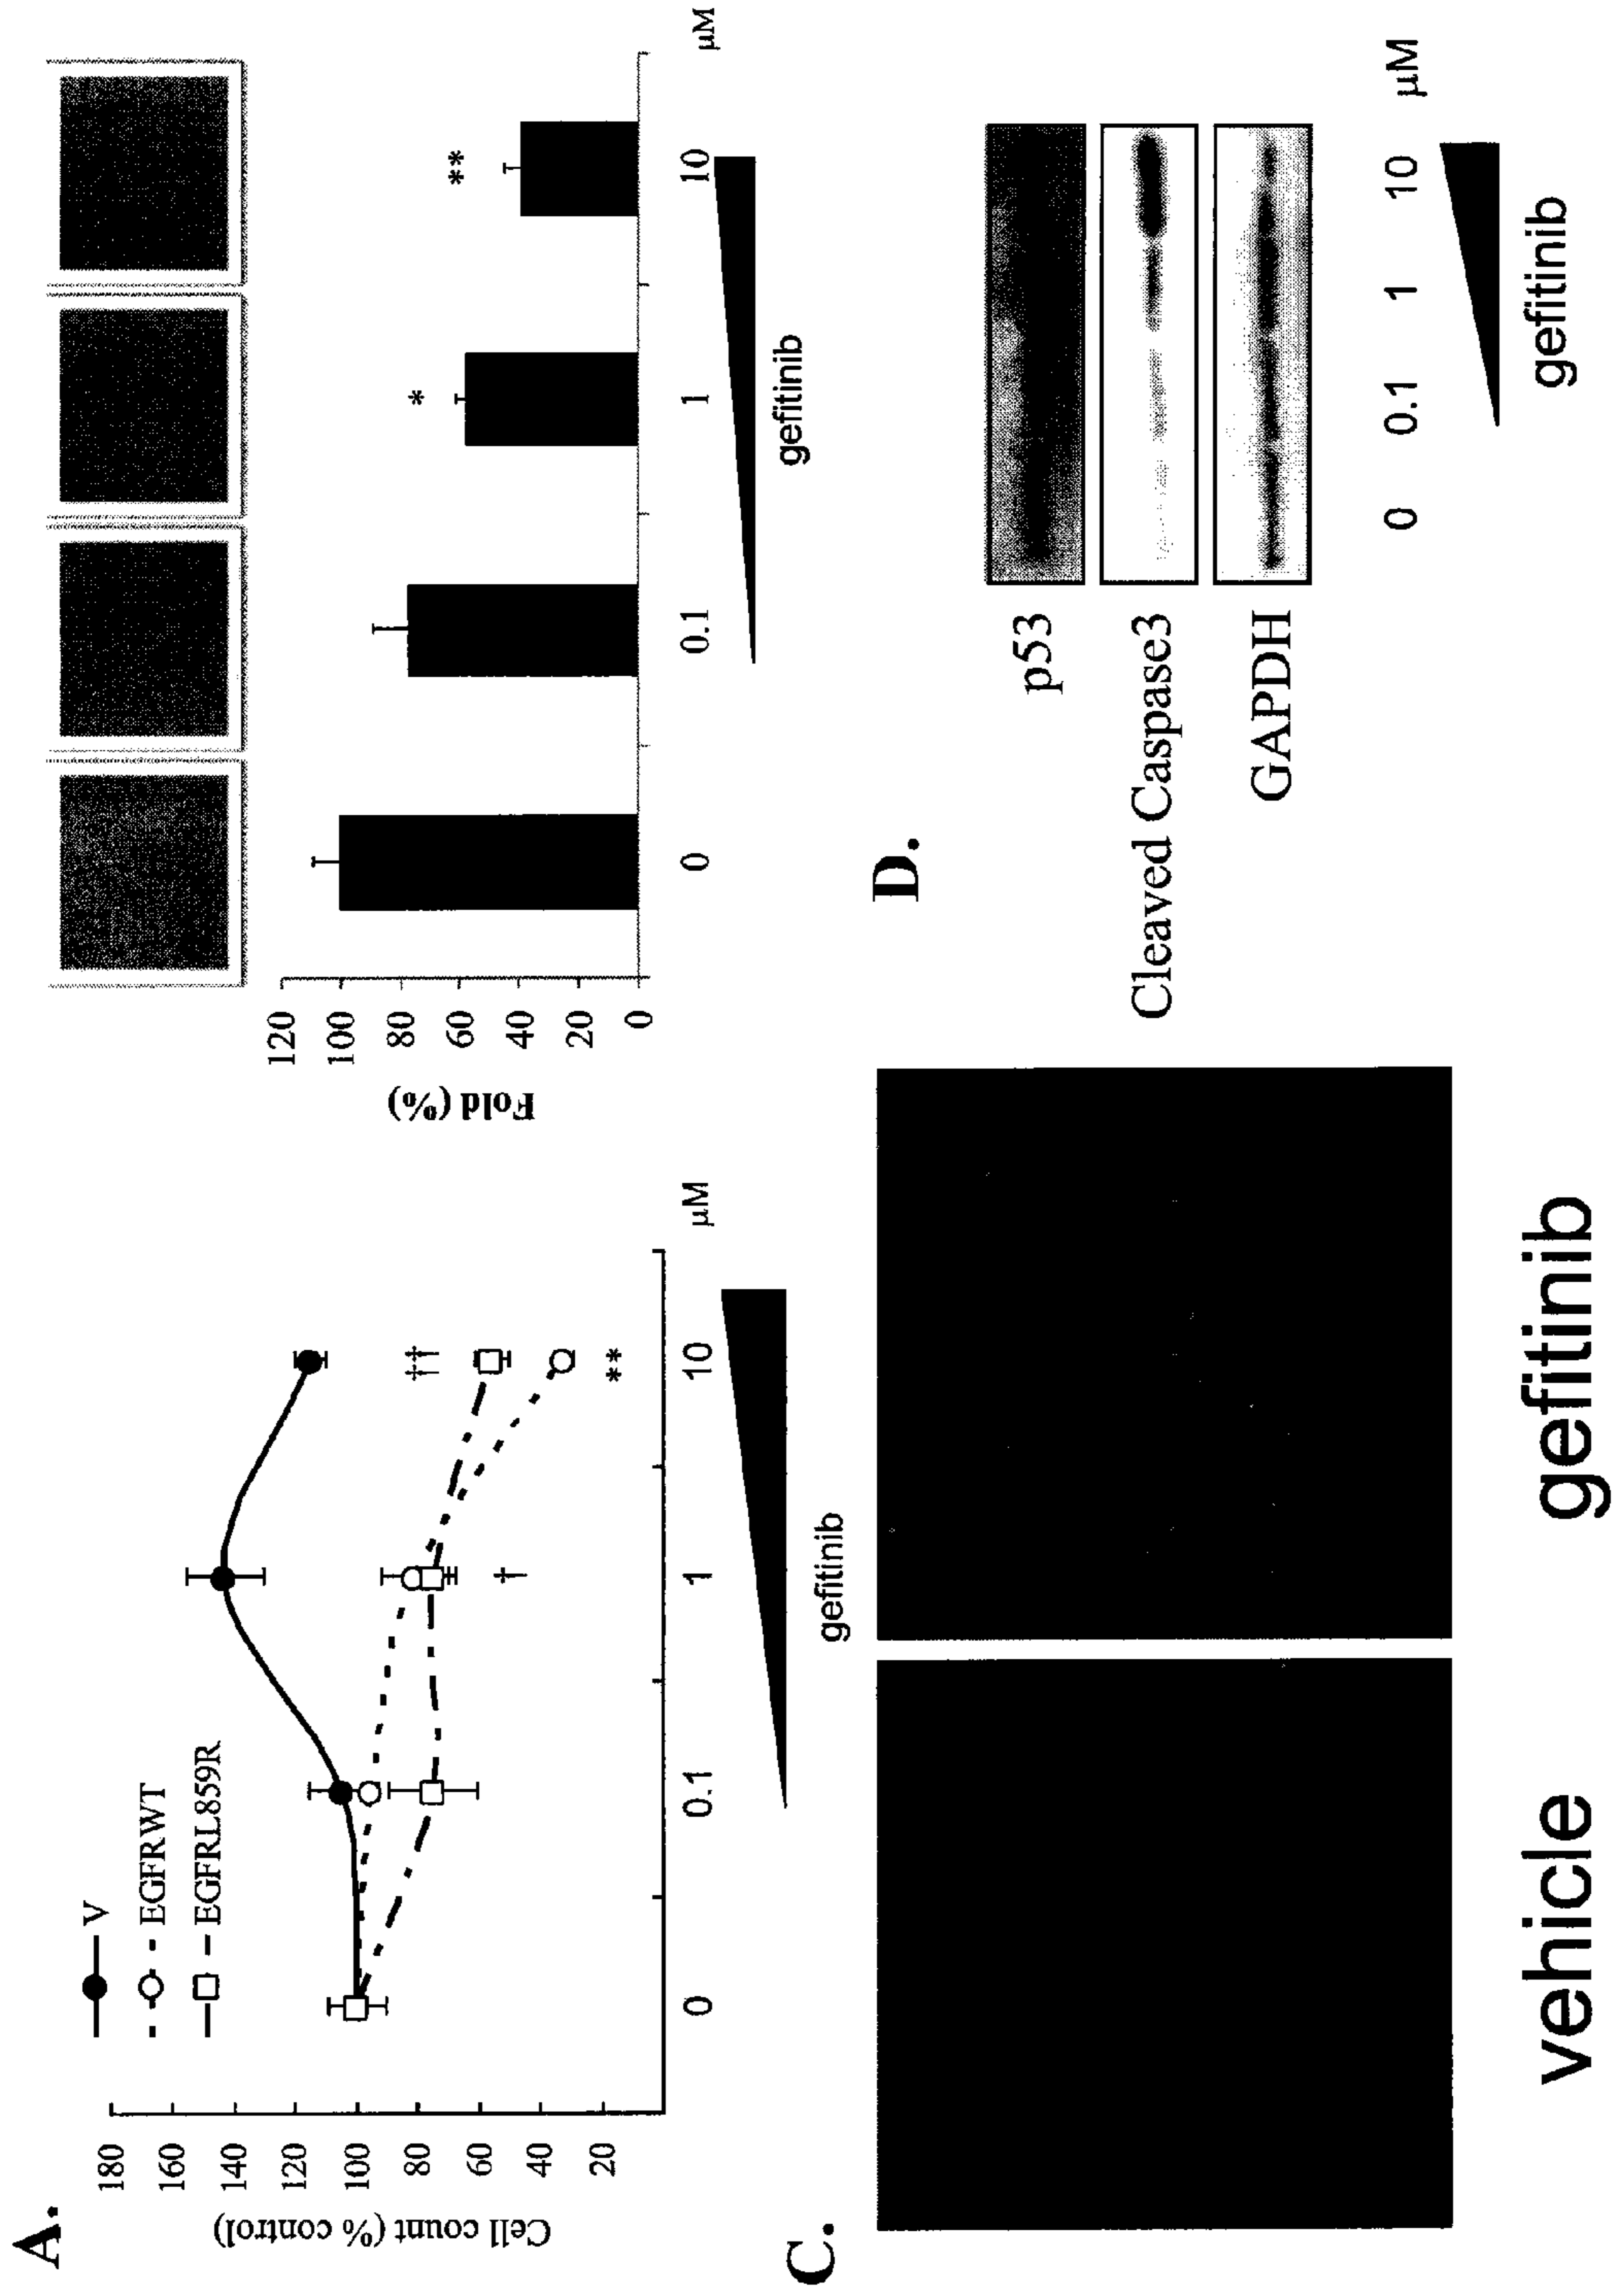 A.
V
EGFRWT
EGFRL859R
Cell count (% control)
180
160
140
120
100
80
60
40
20
†
††
**
0 0.1 1 10 µM
gefitinib
Fold (%)
120
100
80
60
40
20
0
*
**
0 0.1 1 10 µM
gefitinib
C.
vehicle gefitinib
D.
p53
Cleaved Caspase3
GAPDH
0 0.1 1 10 µM
gefitinib